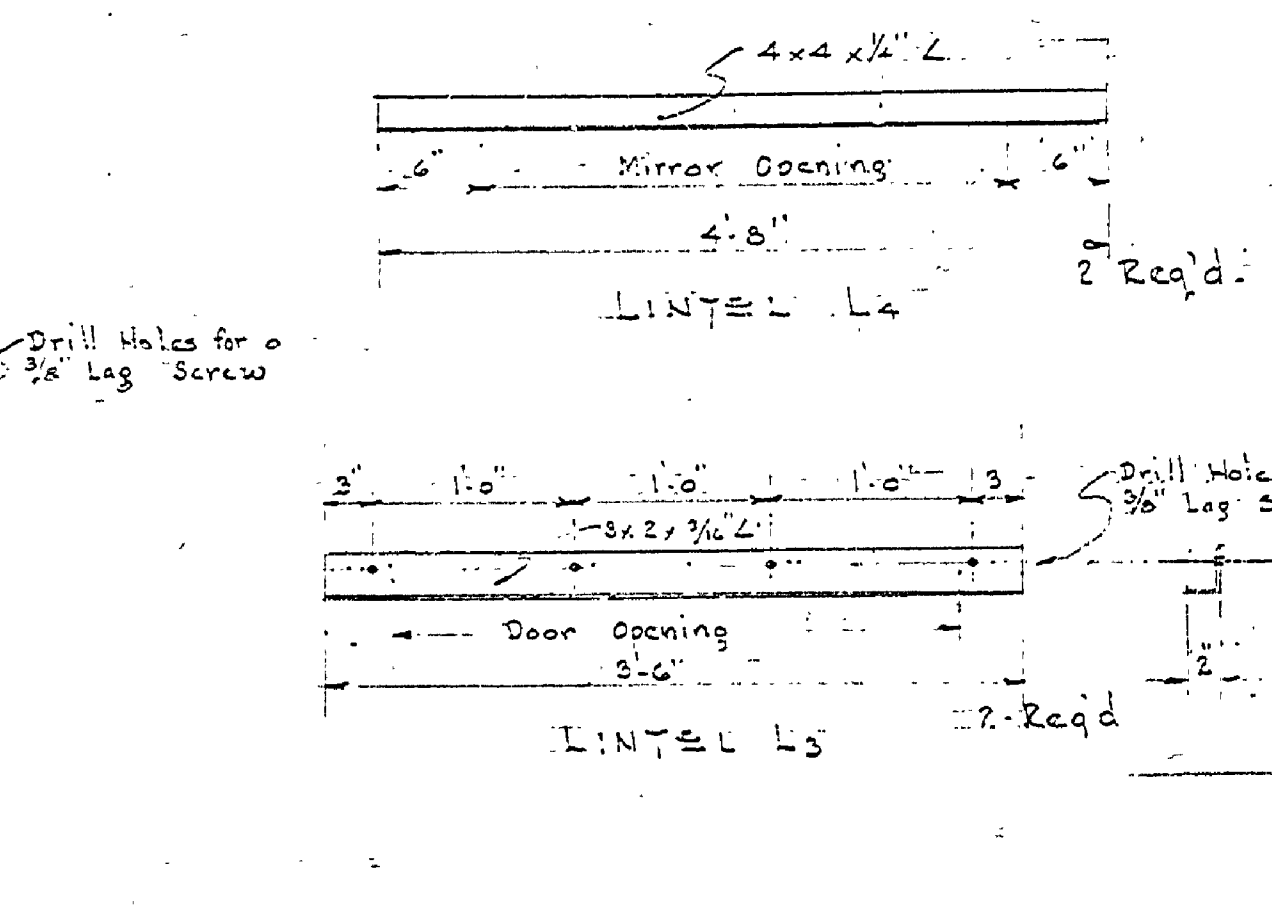 4 x 4 x 1/4" L
6"
Mirror Opening
6"
4'-8"
2 Req'd.
LINTEL L4
Drill Holes for a
3/8" Lag Screw
3"
1'-0"
1'-0"
1'-0"
3
Drill Hole
3/8" Lag S
3 x 2 x 3/16" L
Door Opening
3'-6"
2"
2-Req'd
LINTEL L3